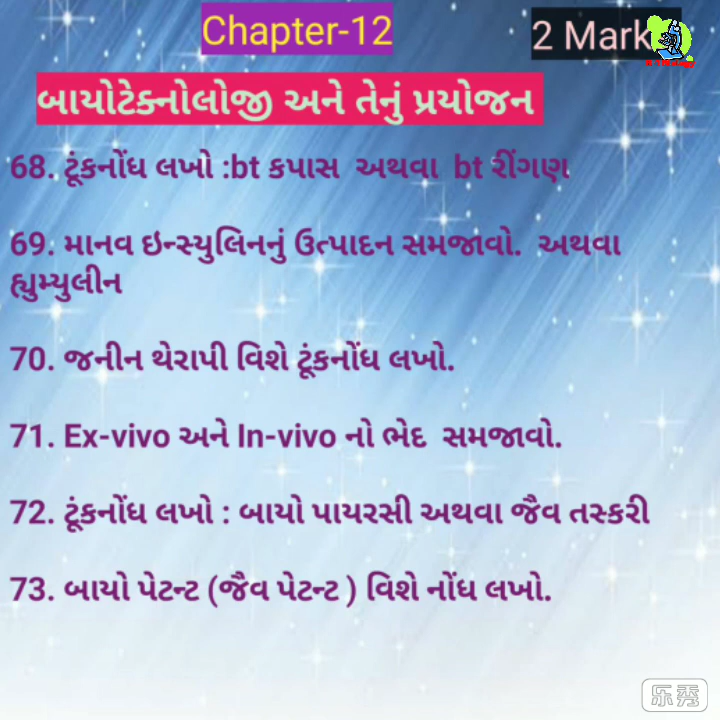 Chapter-12
2 Mark
બાયોટેક્નોલોજી અને તેનું પ્રયોજન
68. ટૂંકનોંધ લખો :bt કપાસ અથવા bt રીંગણ
69. માનવ ઇન્સ્યુલિનનું ઉત્પાદન સમજાવો. અથવા
હ્યુમ્યુલીન
70. જનીન થેરાપી વિશે ટૂંકનોંધ લખો.
71. Ex-vivo અને In-vivo નો ભેદ સમજાવો.
72. ટૂંકનોંધ લખો : બાયો પાયરસી અથવા જૈવ તસ્કરી
73. બાયો પેટન્ટ (જૈવ પેટન્ટ ) વિશે નોંધ લખો.
乐秀